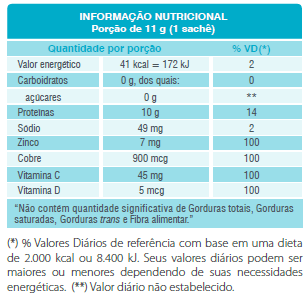 INFORMAÇÃO NUTRICIONAL
Porção de 11 g (1 sachê)
Quantidade por porção % VD(*)
Valor energético 41 kcal = 172 kJ 2
Carboidratos 0 g, dos quais: 0
açúcares 0 g **
Proteínas 10 g 14
Sódio 49 mg 2
Zinco 7 mg 100
Cobre 900 mcg 100
Vitamina C 45 mg 100
Vitamina D 5 mcg 100
“Não contém quantidade significativa de Gorduras totais, Gorduras
saturadas, Gorduras trans e Fibra alimentar.”
(*) % Valores Diários de referência com base em uma dieta
de 2.000 kcal ou 8.400 kJ. Seus valores diários podem ser
maiores ou menores dependendo de suas necessidades
energéticas. (**) Valor diário não estabelecido.